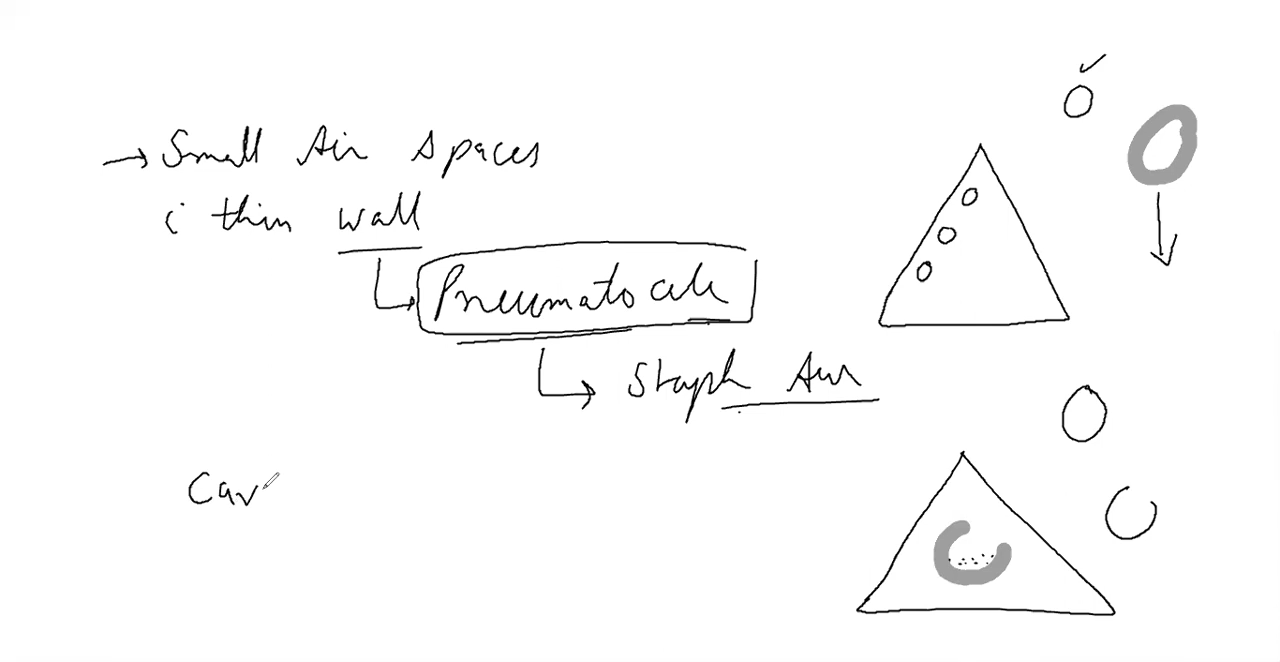 → Small Air spaces
c̄ thin wall
Pneumatocele
Staph Aur
Cav